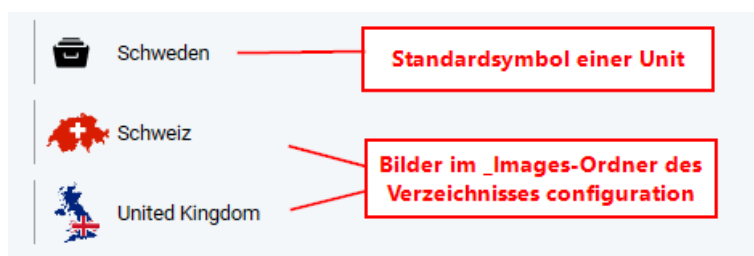 Schweden
Standardsymbol einer Unit
Schweiz
Bilder im _Images-Ordner des
Verzeichnisses configuration
United Kingdom